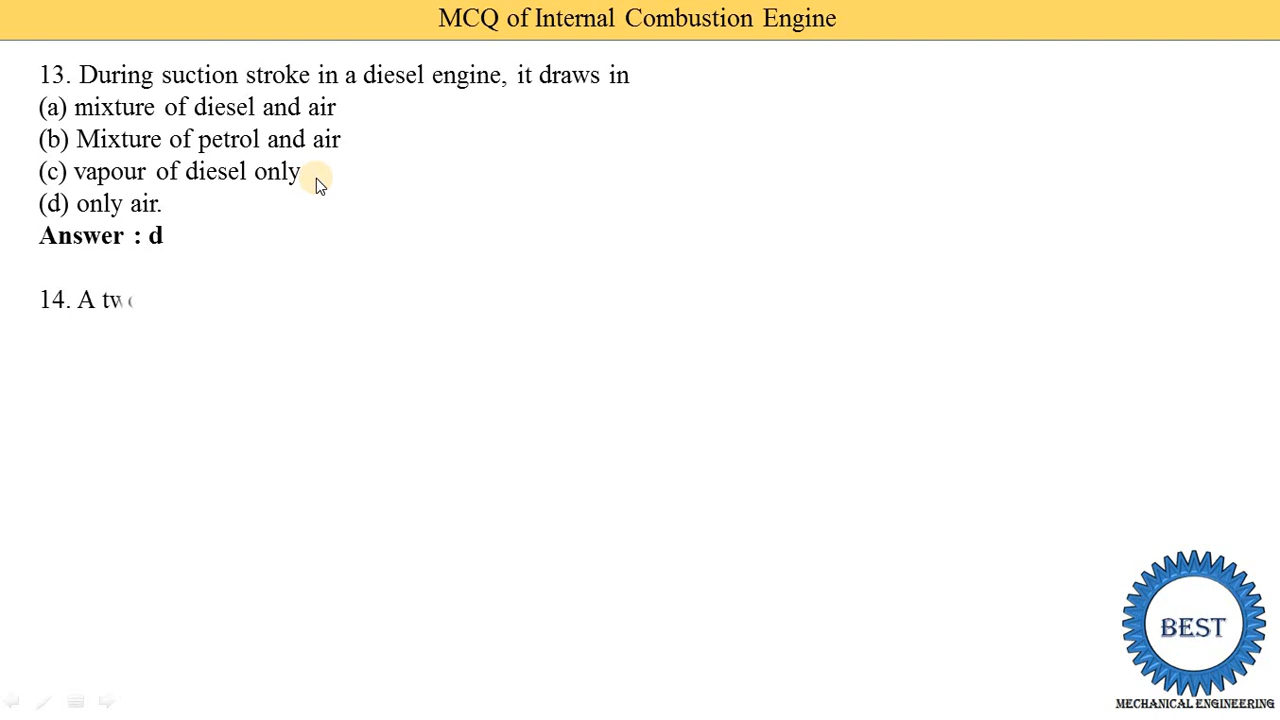 MCQ of Internal Combustion Engine
13. During suction stroke in a diesel engine, it draws in
(a) mixture of diesel and air
(b) Mixture of petrol and air
(c) vapour of diesel only
(d) only air.
Answer : d
14. A
BEST
MECHANICAL ENGINEERING